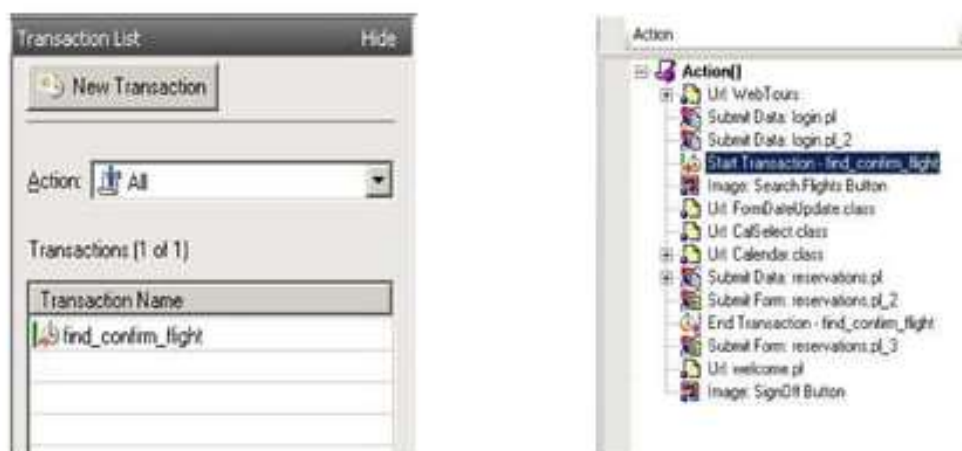 Transaction List Hide
New Transaction
Action: All
Transactions (1 of 1)
Transaction Name
find_confirm_flight
Action
Action()
Url: WebTours
Submit Data: login.pl
Submit Data: login.pl_2
Start Transaction - find_confirm_flight
Image: Search Flights Button
Url: FormDateUpdate.class
Url: CalSelect.class
Url: Calendar.class
Submit Data: reservations.pl
Submit Form: reservations.pl_2
End Transaction - find_confirm_flight
Submit Form: reservations.pl_3
Url: welcome.pl
Image: SignOff Button